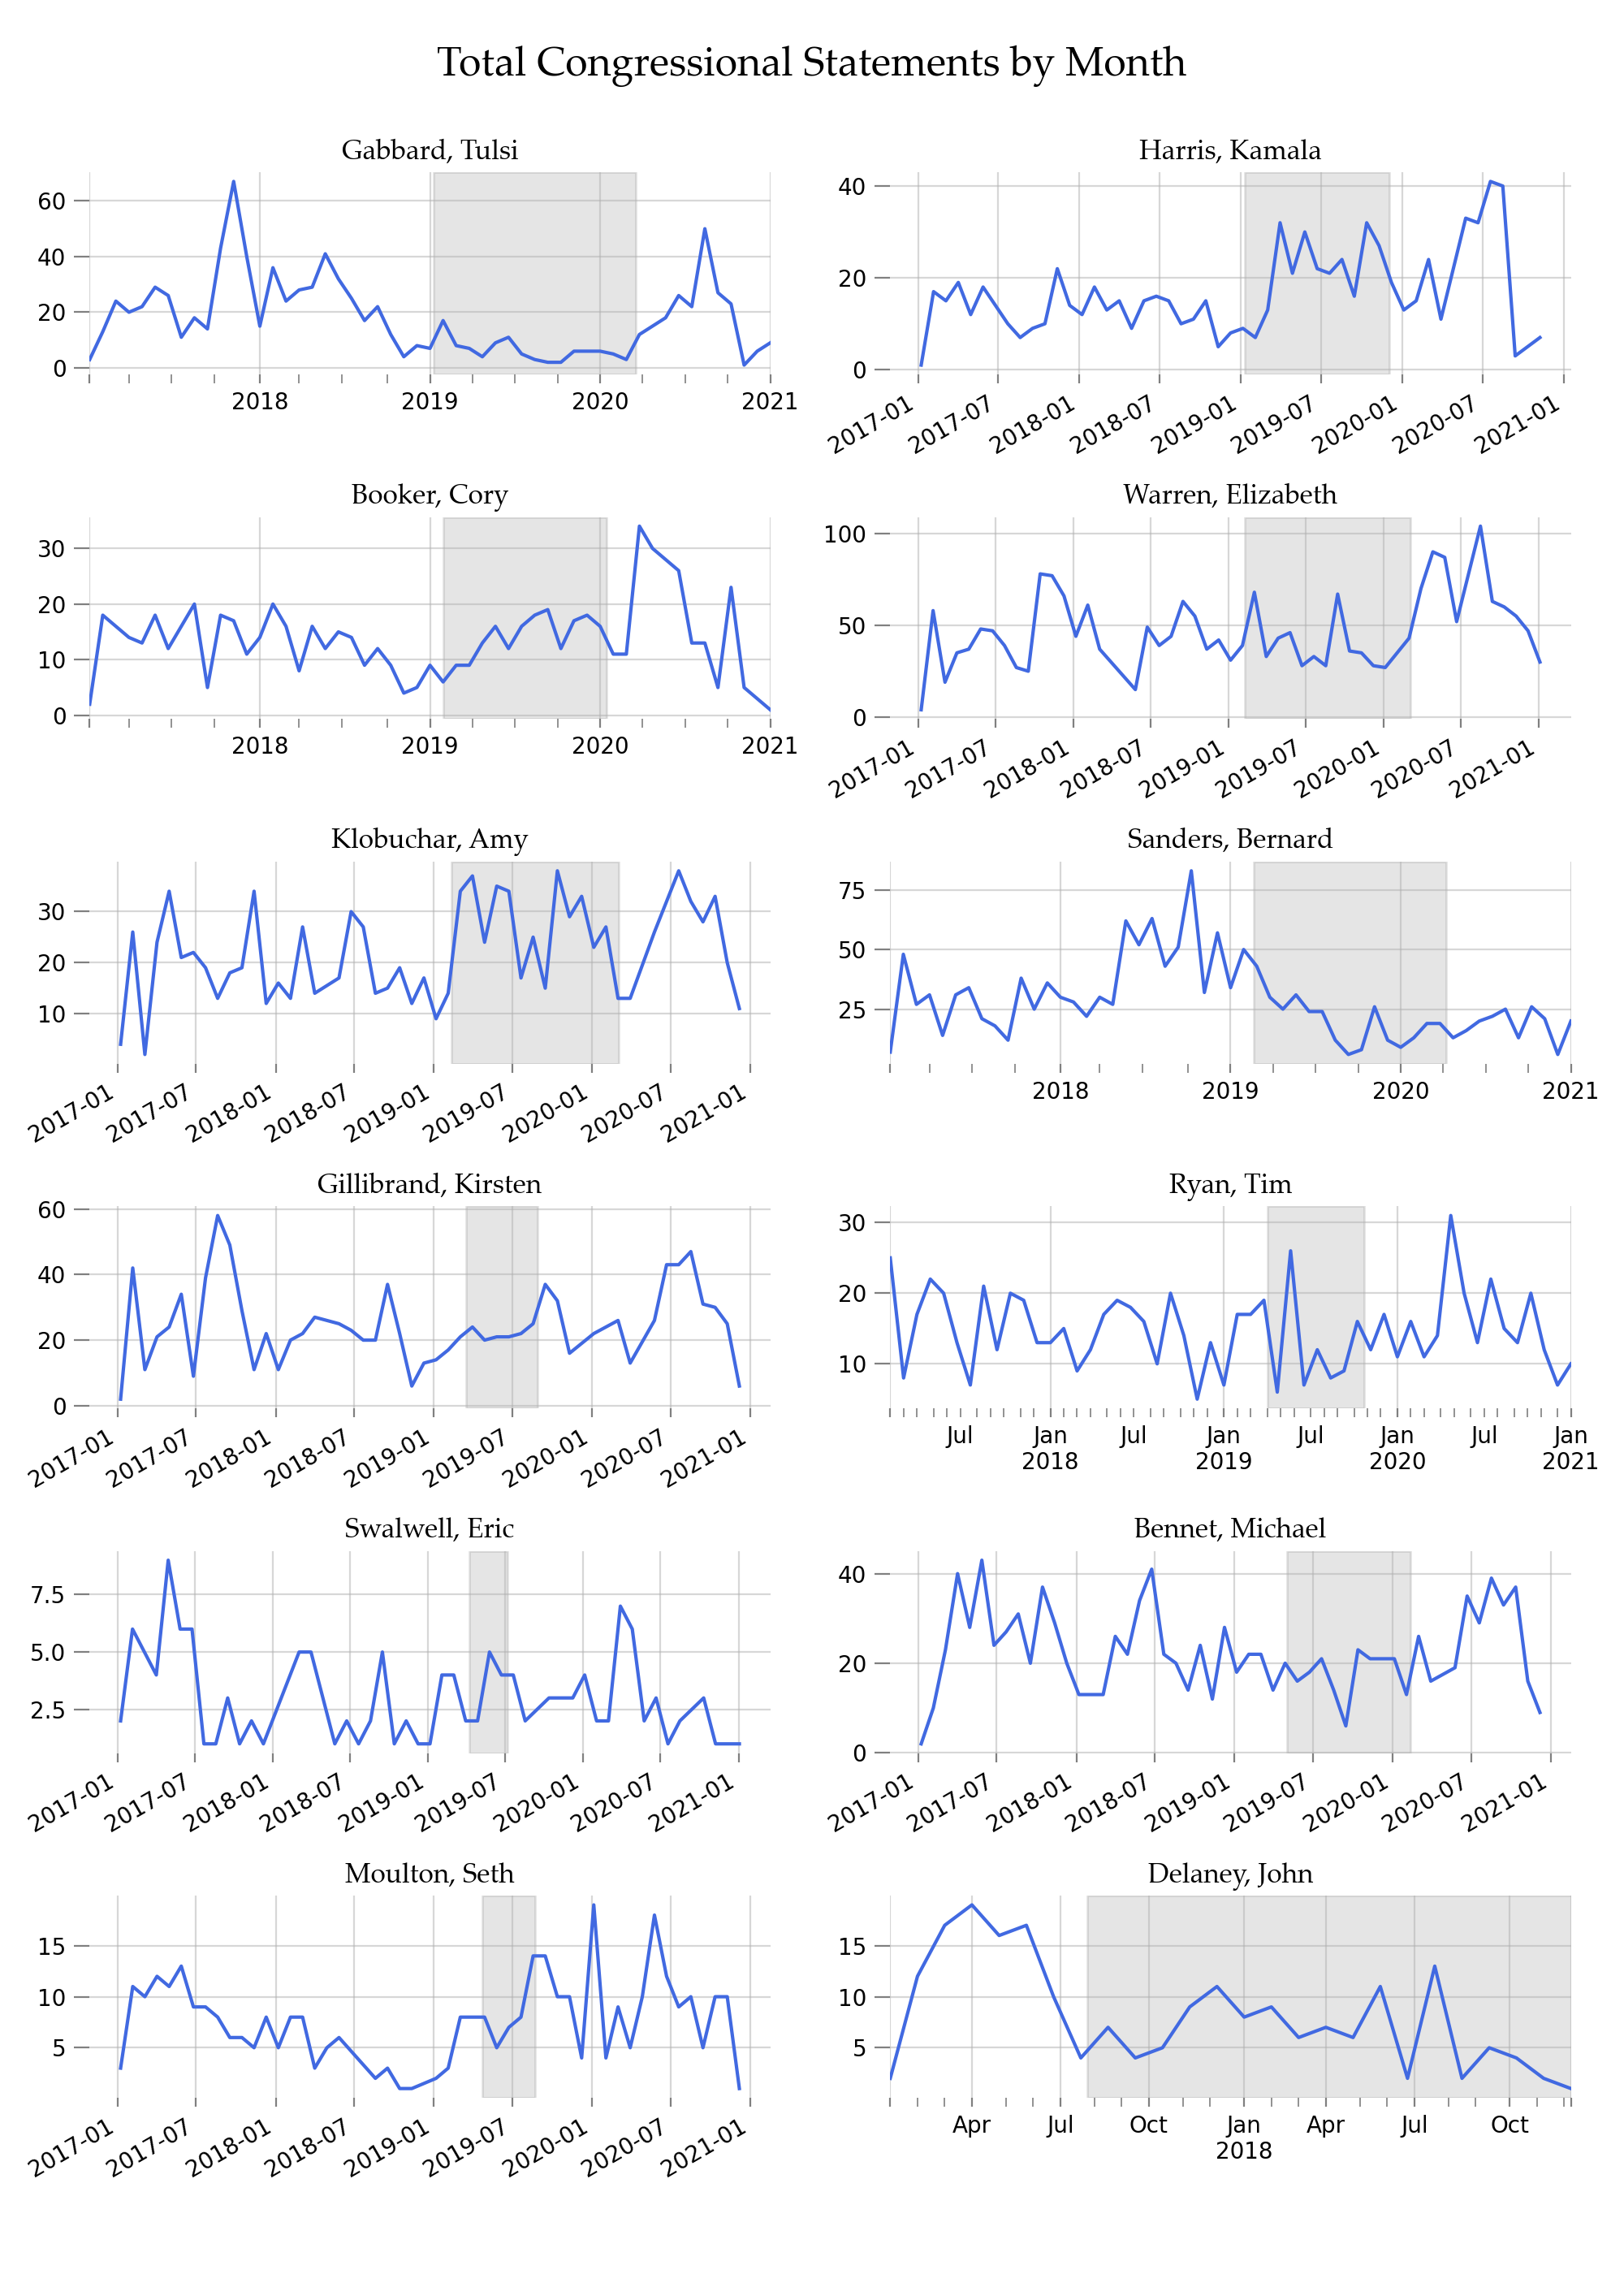 Total Congressional Statements by Month
Gabbard, Tulsi
60
40
20
0
2018 2019 2020 2021
Harris, Kamala
40
20
0
2017-01 2017-07 2018-01 2018-07 2019-01 2019-07 2020-01 2020-07 2021-01
Booker, Cory
30
20
10
0
2018 2019 2020 2021
Warren, Elizabeth
100
50
0
2017-01 2017-07 2018-01 2018-07 2019-01 2019-07 2020-01 2020-07 2021-01
Klobuchar, Amy
30
20
10
2017-01 2017-07 2018-01 2018-07 2019-01 2019-07 2020-01 2020-07 2021-01
Sanders, Bernard
75
50
25
2018 2019 2020 2021
Gillibrand, Kirsten
60
40
20
0
2017-01 2017-07 2018-01 2018-07 2019-01 2019-07 2020-01 2020-07 2021-01
Ryan, Tim
30
20
10
Jul Jan Jul Jan Jul Jan Jul Jan
2018 2019 2020 2021
Swalwell, Eric
7.5
5.0
2.5
2017-01 2017-07 2018-01 2018-07 2019-01 2019-07 2020-01 2020-07 2021-01
Bennet, Michael
40
20
0
2017-01 2017-07 2018-01 2018-07 2019-01 2019-07 2020-01 2020-07 2021-01
Moulton, Seth
15
10
5
2017-01 2017-07 2018-01 2018-07 2019-01 2019-07 2020-01 2020-07 2021-01
Delaney, John
15
10
5
Apr Jul Oct Jan Apr Jul Oct
2018